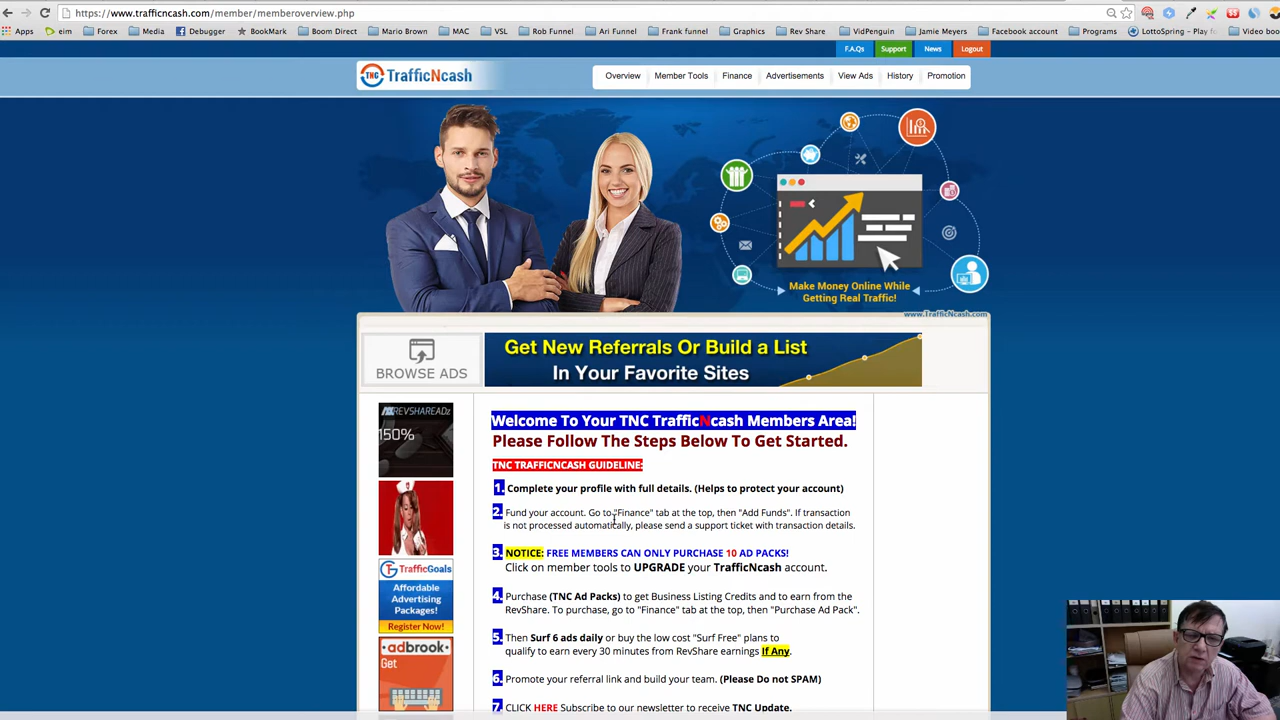 https://www.trafficncash.com/member/memberoverview.php
Apps eim Forex Media Debugger BookMark Boom Direct Mario Brown MAC VSL Rob Funnel Ari Funnel Frank funnel Graphics Rev Share VidPenguin Jamie Meyers Facebook account Programs LottoSpring - Play f Video boo
F.A.Qs Support News Logout
TNC TrafficNcash
Overview Member Tools Finance Advertisements View Ads History Promotion
Make Money Online While
Getting Real Traffic!
www.TrafficNcash.com
BROWSE ADS
Get New Referrals Or Build a List
In Your Favorite Sites
REVSHAREADZ
150%
TrafficGoals
Affordable
Advertising
Packages!
Register Now!
adbrook
Get
Welcome To Your TNC TrafficNcash Members Area!
Please Follow The Steps Below To Get Started.
TNC TRAFFICNCASH GUIDELINE:
1. Complete your profile with full details. (Helps to protect your account)
2. Fund your account. Go to "Finance" tab at the top, then "Add Funds". If transaction
is not processed automatically, please send a support ticket with transaction details.
3. NOTICE: FREE MEMBERS CAN ONLY PURCHASE 10 AD PACKS!
Click on member tools to UPGRADE your TrafficNcash account.
4. Purchase (TNC Ad Packs) to get Business Listing Credits and to earn from the
RevShare. To purchase, go to "Finance" tab at the top, then "Purchase Ad Pack".
5. Then Surf 6 ads daily or buy the low cost "Surf Free" plans to
qualify to earn every 30 minutes from RevShare earnings If Any.
6. Promote your referral link and build your team. (Please Do not SPAM)
7. CLICK HERE Subscribe to our newsletter to receive TNC Update.